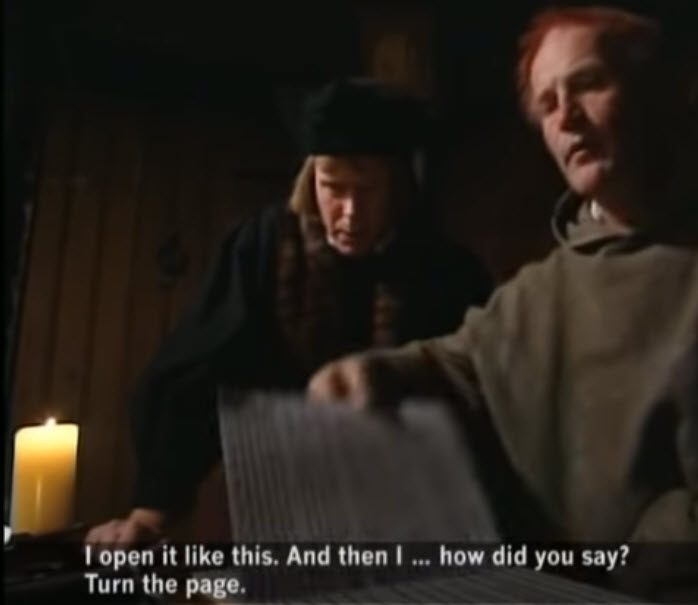 I open it like this. And then I ... how did you say?
Turn the page.